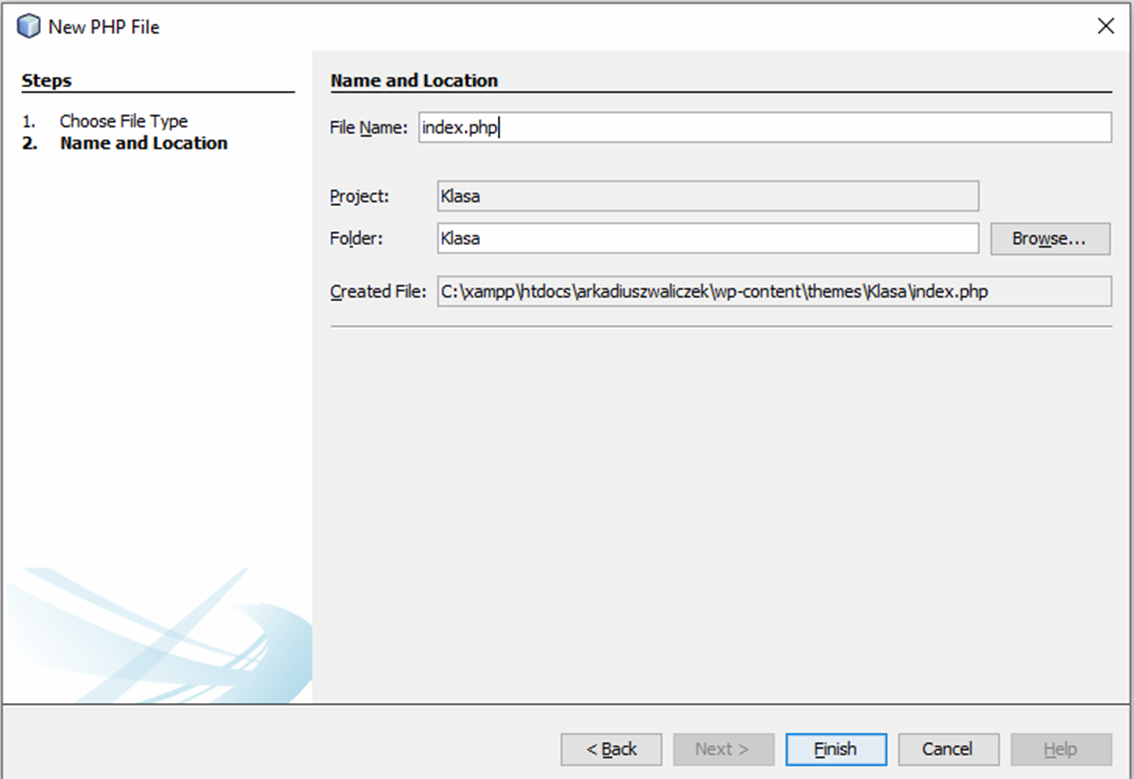 New PHP File
Steps
1. Choose File Type
2. Name and Location
Name and Location
File Name: index.php
Project: Klasa
Folder: Klasa Browse...
Created File: C:\xampp\htdocs\arkadiuszwaliczek\wp-content\themes\Klasa\index.php
< Back Next > Finish Cancel Help